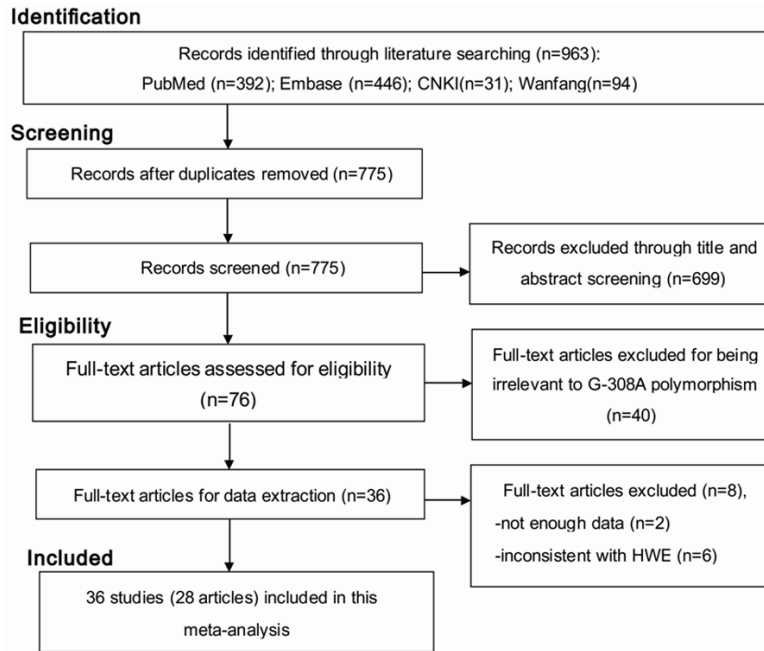 Identification
Records identified through literature searching (n=963):
PubMed (n=392); Embase (n=446); CNKI(n=31); Wanfang(n=94)
Screening
Records after duplicates removed (n=775)
Records screened (n=775)
Records excluded through title and
abstract screening (n=699)
Eligibility
Full-text articles assessed for eligibility
(n=76)
Full-text articles excluded for being
irrelevant to G-308A polymorphism
(n=40)
Full-text articles for data extraction (n=36)
Full-text articles excluded (n=8),
-not enough data (n=2)
-inconsistent with HWE (n=6)
Included
36 studies (28 articles) included in this
meta-analysis